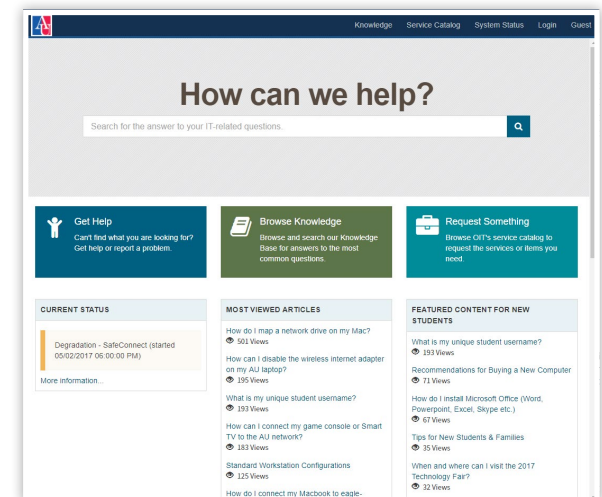 AU
Knowledge Service Catalog System Status Login Guest
How can we help?
Search for the answer to your IT-related questions.
Get Help
Can't find what you are looking for?
Get help or report a problem.
Browse Knowledge
Browse and search our Knowledge
Base for answers to the most
common questions.
Request Something
Browse OIT's service catalog to
request the services or items you
need.
CURRENT STATUS
Degradation - SafeConnect (started
05/02/2017 06:00:00 PM)
More information...
MOST VIEWED ARTICLES
How do I map a network drive on my Mac?
501 Views
How can I disable the wireless internet adapter
on my AU laptop?
195 Views
What is my unique student username?
193 Views
How can I connect my game console or Smart
TV to the AU network?
183 Views
Standard Workstation Configurations
125 Views
How do I connect my Macbook to eagle-
FEATURED CONTENT FOR NEW
STUDENTS
What is my unique student username?
193 Views
Recommendations for Buying a New Computer
71 Views
How do I install Microsoft Office (Word,
Powerpoint, Excel, Skype etc.)
67 Views
Tips for New Students & Families
35 Views
When and where can I visit the 2017
Technology Fair?
32 Views